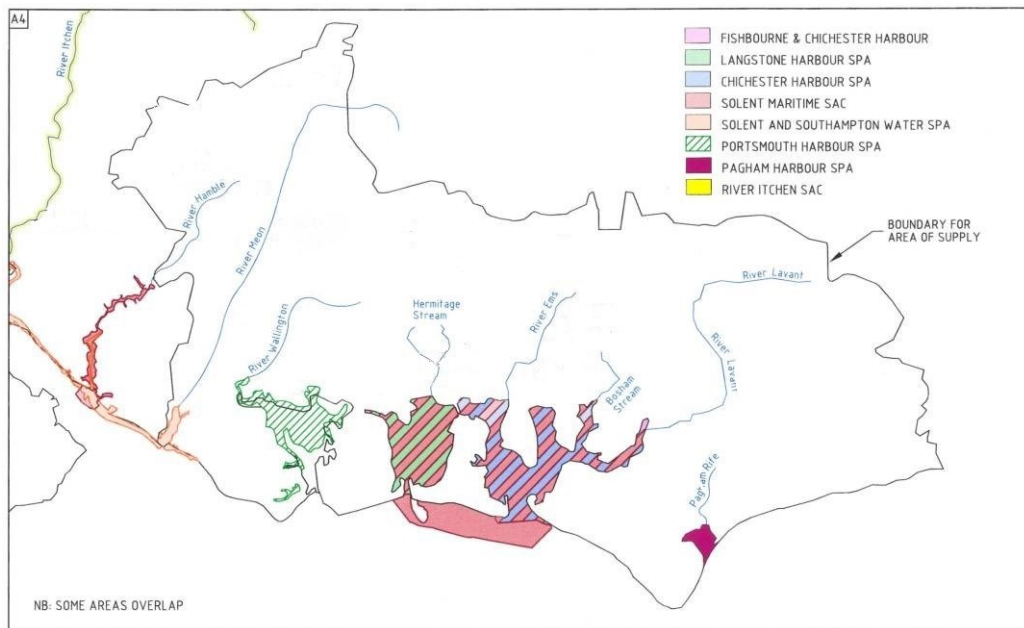 A4
River Itchen
FISHBOURNE & CHICHESTER HARBOUR
LANGSTONE HARBOUR SPA
CHICHESTER HARBOUR SPA
SOLENT MARITIME SAC
SOLENT AND SOUTHAMPTON WATER SPA
PORTSMOUTH HARBOUR SPA
PAGHAM HARBOUR SPA
RIVER ITCHEN SAC
BOUNDARY FOR
AREA OF SUPPLY
River Hamble
River Meon
River Wallington
Hermitage
Stream
River Ems
Bosham
Stream
River Lavant
River Lavant
Pagham Rife
NB: SOME AREAS OVERLAP